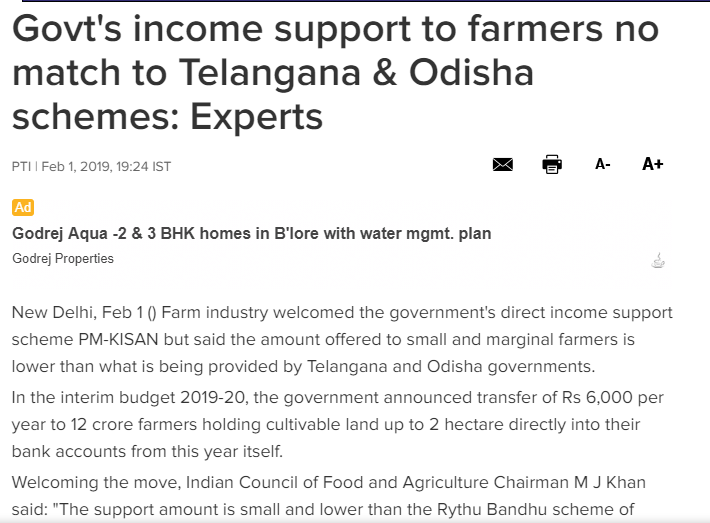 Govt's income support to farmers no
match to Telangana & Odisha
schemes: Experts
PTI | Feb 1, 2019, 19:24 IST
A-
A+
Ad
Godrej Aqua -2 & 3 BHK homes in B'lore with water mgmt. plan
Godrej Properties
New Delhi, Feb 1 () Farm industry welcomed the government's direct income support
scheme PM-KISAN but said the amount offered to small and marginal farmers is
lower than what is being provided by Telangana and Odisha governments.
In the interim budget 2019-20, the government announced transfer of Rs 6,000 per
year to 12 crore farmers holding cultivable land up to 2 hectare directly into their
bank accounts from this year itself.
Welcoming the move, Indian Council of Food and Agriculture Chairman M J Khan
said: "The support amount is small and lower than the Rythu Bandhu scheme of